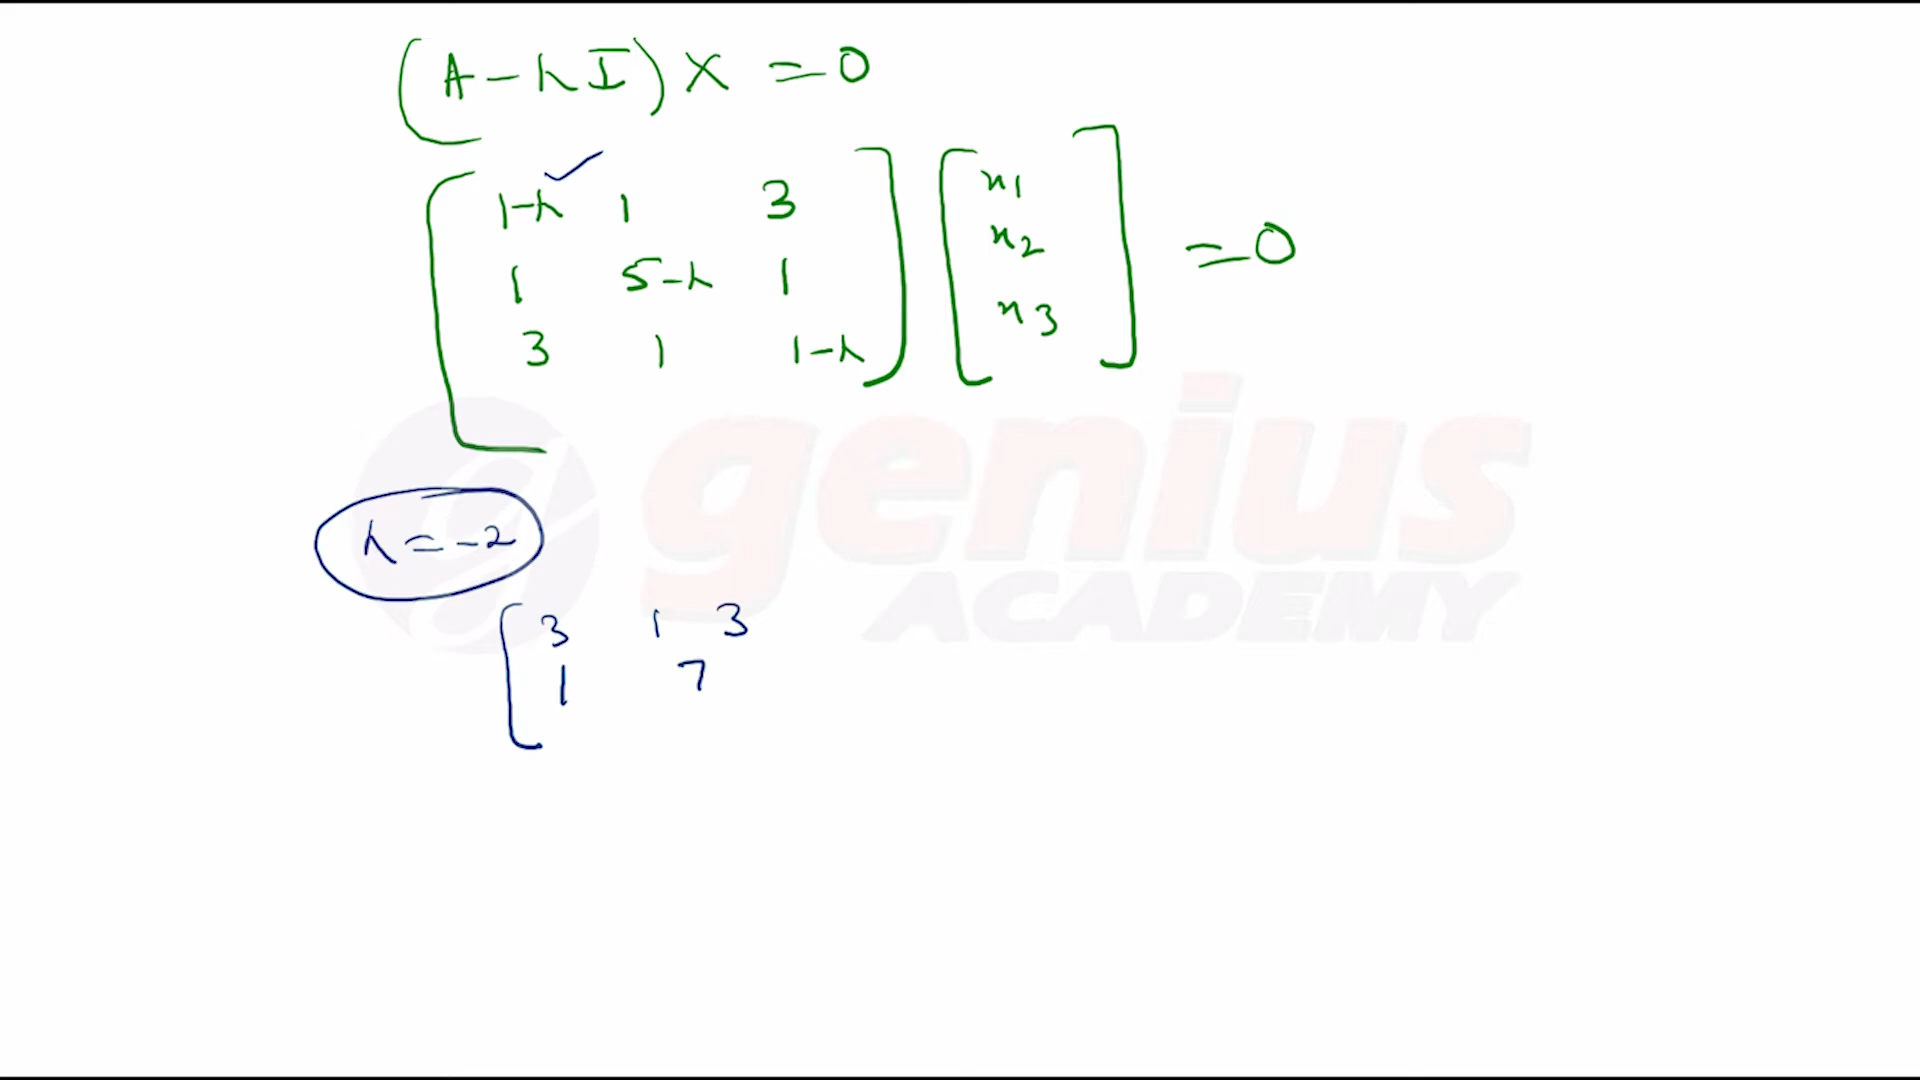 (A-λI)X = 0
1-λ 1 3
1 5-λ 1
3 1 1-λ
x1
x2
x3
= 0
genius
ACADEMY
λ = -2
3 1 3
1 7